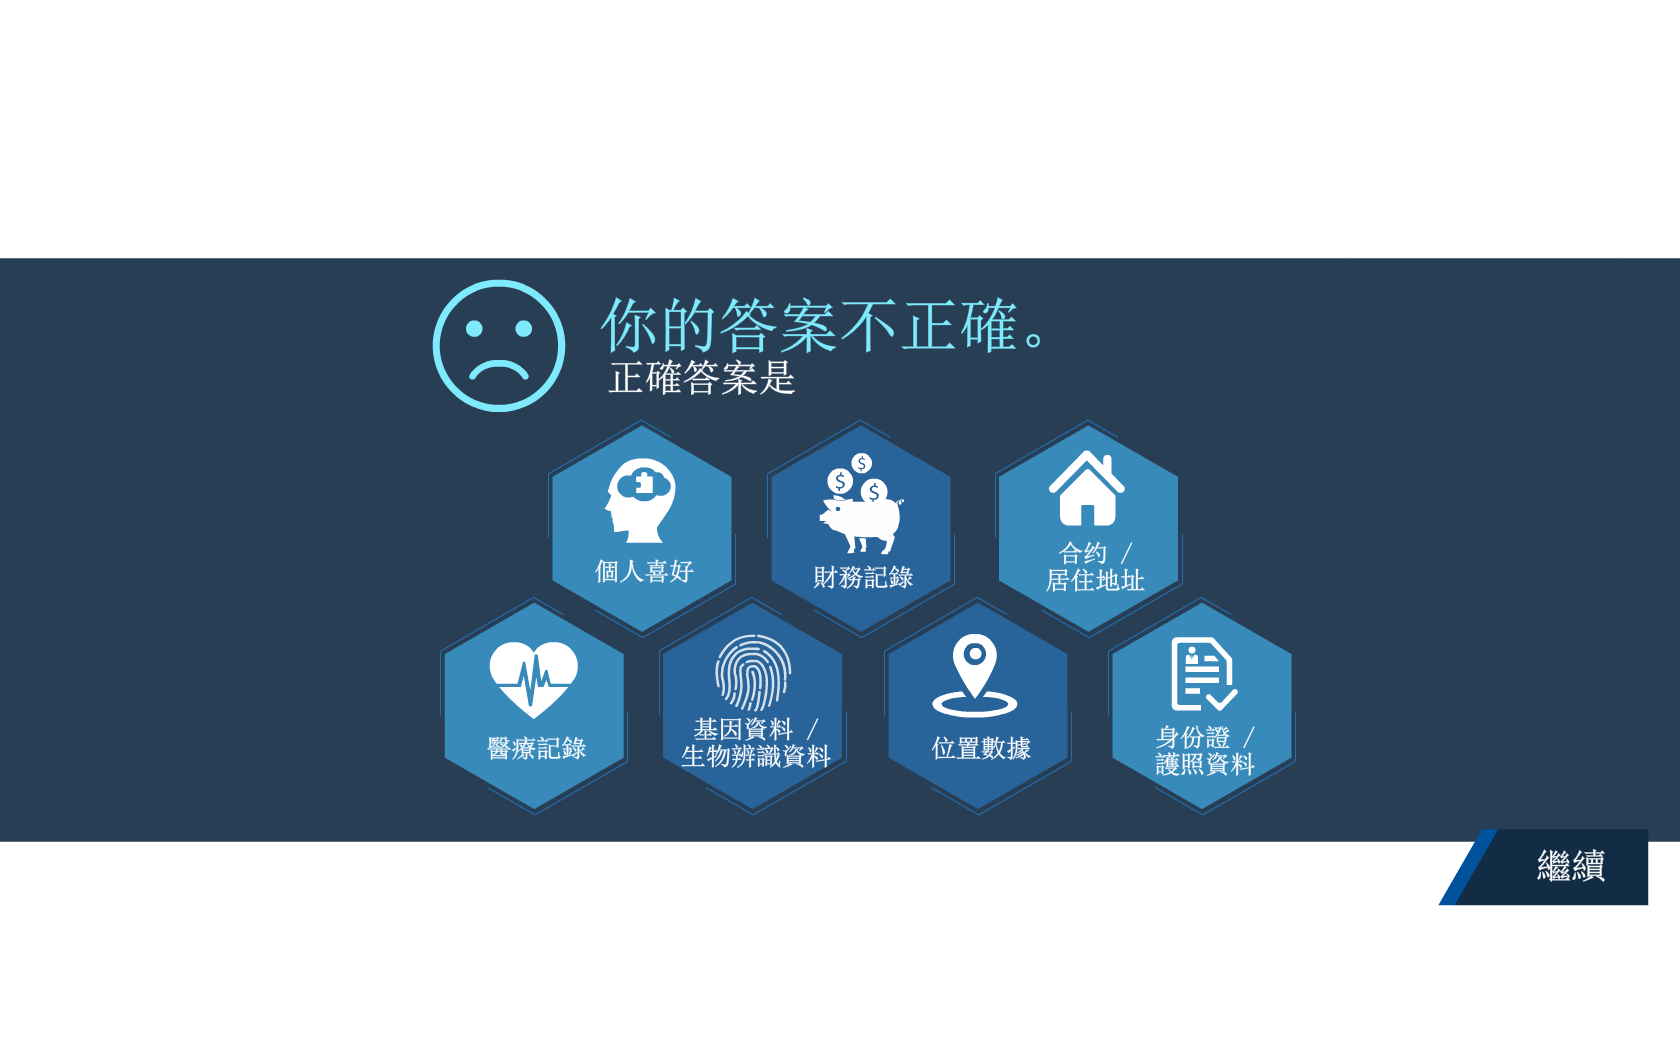 你的答案不正確。
正確答案是
個人喜好
$
$
$
財務記錄
合约 /
居住地址
醫療記錄
基因資料 /
生物辨識資料
位置數據
身份證 /
護照資料
繼續